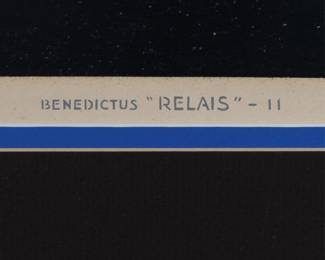 BENEDICTUS "RELAIS" - 11